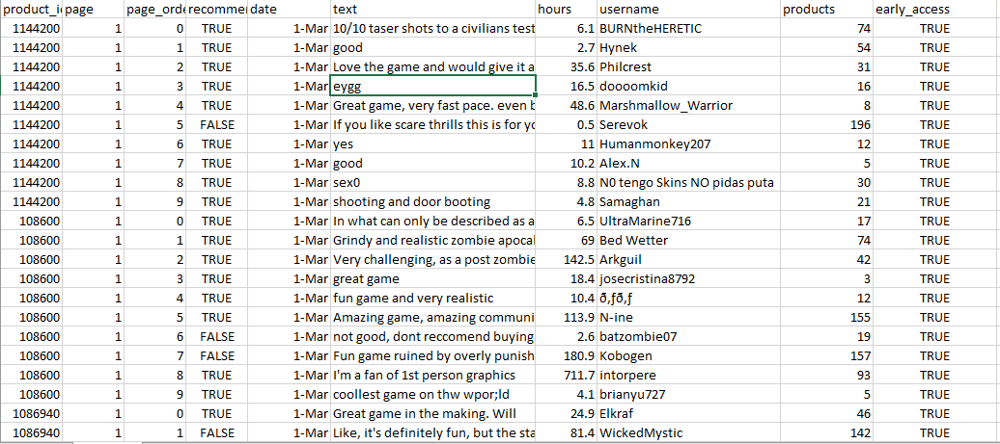 product_i page page_orde recomme date text hours username products early_access
1144200 1 0 TRUE 1-Mar 10/10 taser shots to a civilians test 6.1 BURNtheHERETIC 74 TRUE
1144200 1 1 TRUE 1-Mar good 2.7 Hynek 54 TRUE
1144200 1 2 TRUE 1-Mar Love the game and would give it a 35.6 Philcrest 31 TRUE
1144200 1 3 TRUE 1-Mar eygg 16.5 dooomkid 16 TRUE
1144200 1 4 TRUE 1-Mar Great game, very fast pace. even b 48.6 Marshmallow_Warrior 8 TRUE
1144200 1 5 FALSE 1-Mar If you like scare thrills this is for yo 0.5 Serevok 196 TRUE
1144200 1 6 TRUE 1-Mar yes 11 Humanmonkey207 12 TRUE
1144200 1 7 TRUE 1-Mar good 10.2 Alex.N 5 TRUE
1144200 1 8 TRUE 1-Mar sex0 8.8 N0 tengo Skins NO pidas puta 30 TRUE
1144200 1 9 TRUE 1-Mar shooting and door booting 4.8 Samaghan 21 TRUE
108600 1 0 TRUE 1-Mar In what can only be described as a 6.5 UltraMarine716 17 TRUE
108600 1 1 TRUE 1-Mar Grindy and realistic zombie apocal 69 Bed Wetter 74 TRUE
108600 1 2 TRUE 1-Mar Very challenging, as a post zombie 142.5 Arkguil 42 TRUE
108600 1 3 TRUE 1-Mar great game 18.4 josecristina8792 3 TRUE
108600 1 4 TRUE 1-Mar fun game and very realistic 10.4 ð‚ƒð‚ƒ 12 TRUE
108600 1 5 TRUE 1-Mar Amazing game, amazing communi 113.9 N-ine 155 TRUE
108600 1 6 FALSE 1-Mar not good, dont reccomend buying 2.6 batzombie07 19 TRUE
108600 1 7 FALSE 1-Mar Fun game ruined by overly punish 180.9 Kobogen 157 TRUE
108600 1 8 TRUE 1-Mar I'm a fan of 1st person graphics 711.7 intorpere 93 TRUE
108600 1 9 TRUE 1-Mar coollest game on thw wpor;ld 4.1 brianyu727 5 TRUE
1086940 1 0 TRUE 1-Mar Great game in the making. Will 24.9 Elkraf 46 TRUE
1086940 1 1 FALSE 1-Mar Like, it's definitely fun, but the sta 81.4 WickedMystic 142 TRUE